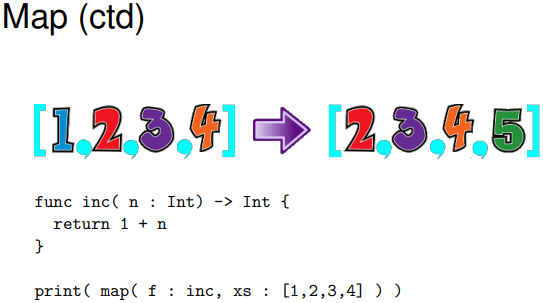 Map (ctd)
[1,2,3,4] [2,3,4,5]
func inc( n : Int) -> Int {
  return 1 + n
}
print( map( f : inc, xs : [1,2,3,4] ) )